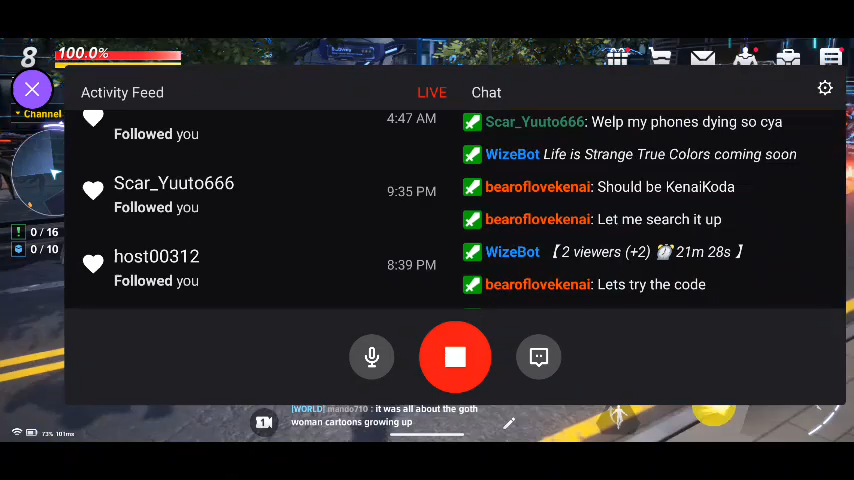 8
100.0%
Channel
0 / 16
0 / 10
Activity Feed
LIVE
4:47 AM
Followed you
Scar_Yuuto666
9:35 PM
Followed you
host00312
8:39 PM
Followed you
Chat
Scar_Yuuto666: Welp my phones dying so cya
WizeBot Life is Strange True Colors coming soon
bearoflovekenai: Should be KenaiKoda
bearoflovekenai: Let me search it up
WizeBot 【 2 viewers (+2) ⏰ 21m 28s 】
bearoflovekenai: Lets try the code
1
[WORLD] mando710 : it was all about the goth
woman cartoons growing up
73% 101ms